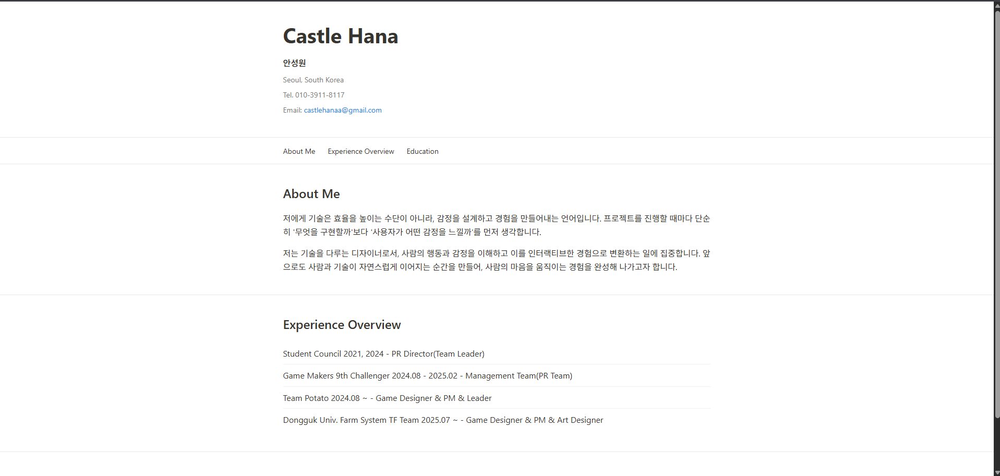 Castle Hana
안성원
Seoul, South Korea
Tel. 010-3911-8117
Email: castlehanaa@gmail.com
About Me
Experience Overview
Education
About Me
저에게 기술은 효율을 높이는 수단이 아니라, 감정을 설계하고 경험을 만들어내는 언어입니다. 프로젝트를 진행할 때마다 단순
히 '무엇을 구현할까'보다 '사용자가 어떤 감정을 느낄까'를 먼저 생각합니다.
저는 기술을 다루는 디자이너로서, 사람의 행동과 감정을 이해하고 이를 인터랙티브한 경험으로 변환하는 일에 집중합니다. 앞
으로도 사람과 기술이 자연스럽게 이어지는 순간을 만들어, 사람의 마음을 움직이는 경험을 완성해 나가고자 합니다.
Experience Overview
Student Council 2021, 2024 - PR Director(Team Leader)
Game Makers 9th Challenger 2024.08 - 2025.02 - Management Team(PR Team)
Team Potato 2024.08 ~ - Game Designer & PM & Leader
Dongguk Univ. Farm System TF Team 2025.07 ~ - Game Designer & PM & Art Designer